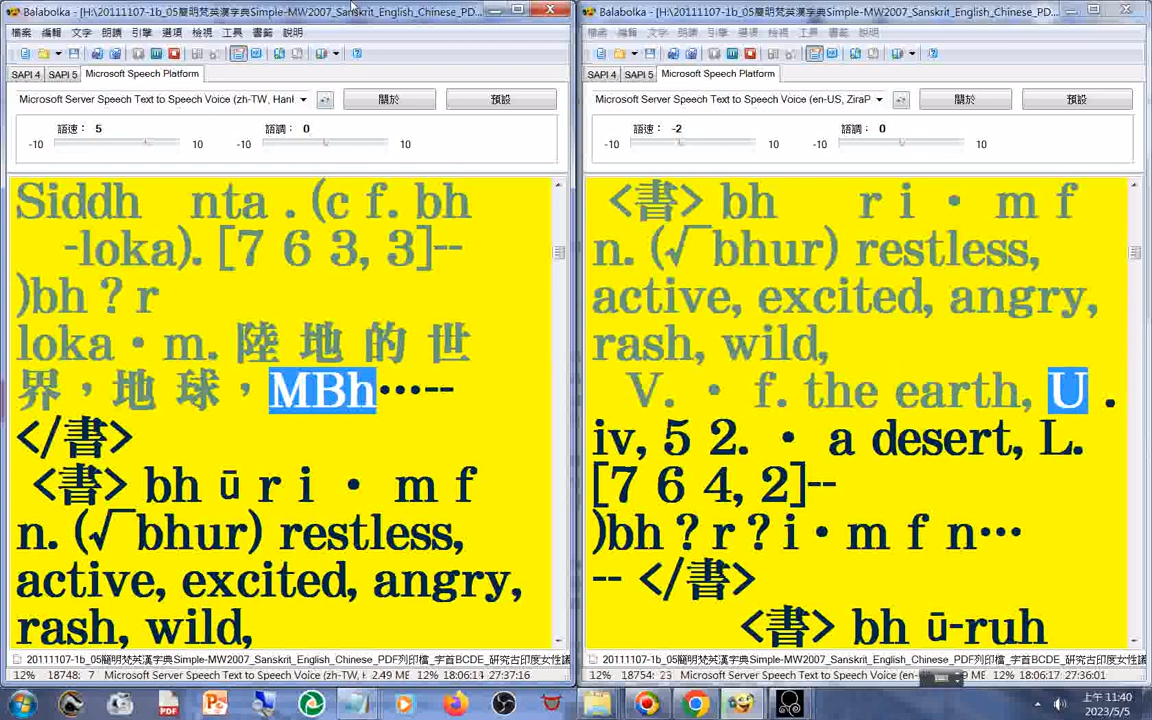 Balabolka - [H:\20111107-1b_05簡明梵英漢字典Simple-MW2007_Sanskrit_English_Chinese_PD...
檔案 編輯 文字 朗讀 引擎 選項 檢視 工具 書籤 說明
SAPI 4 SAPI 5 Microsoft Speech Platform
Microsoft Server Speech Text to Speech Voice (zh-TW, HanH 關於 預設
語速： 5 語調： 0
-10 10 -10 10
Siddh nta . (c f. bh
-loka). [7 6 3, 3]--
)bh ? r
loka•m. 陸 地 的 世
界，地 球，MBh…--
</書>
<書> bh ū r i • m f
n. (√ bhur) restless,
active, excited, angry,
rash, wild,
20111107-1b_05簡明梵英漢字典Simple-MW2007_Sanskrit_English_Chinese_PDF列印檔_字首BCDE_研究古印度女性議
12% 18748: 7 Microsoft Server Speech Text to Speech Voice (zh-TW, H 2.49 MB 12% 18:06:11 27:37:16
Balabolka - [H:\20111107-1b_05簡明梵英漢字典Simple-MW2007_Sanskrit_English_Chinese_PD...
檔案 編輯 文字 朗讀 引擎 選項 檢視 工具 書籤 說明
SAPI 4 SAPI 5 Microsoft Speech Platform
Microsoft Server Speech Text to Speech Voice (en-US, ZiraP 關於 預設
語速： -2 語調： 0
-10 10 -10 10
<書> bh r i • m f
n. (√ bhur) restless,
active, excited, angry,
rash, wild,
V. • f. the earth, U .
iv, 5 2. • a desert, L.
[7 6 4, 2]--
)bh ? r ? i • m f n…
-- </書>
<書> bh ū-ruh
20111107-1b_05簡明梵英漢字典Simple-MW2007_Sanskrit_English_Chinese_PDF列印檔_字首BCDE_研究古印度女性議
12% 18754: 23 Microsoft Server Speech Text to Speech Voice 12% 18:06:17 27:36:01
上午 11:40
2023/5/5